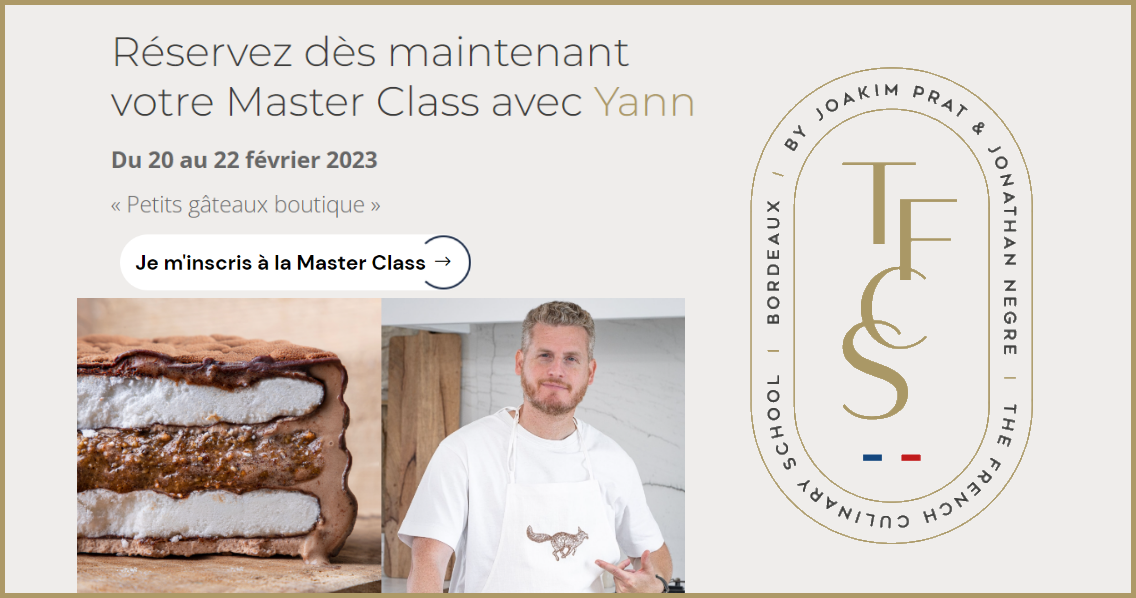 Réservez dès maintenant
votre Master Class avec Yann
Du 20 au 22 février 2023
« Petits gâteaux boutique »
Je m'inscris à la Master Class →
BY JOAKIM PRAT & JONATHAN NEGRE | THE FRENCH CULINARY SCHOOL | BORDEAUX |
T
F
C
S